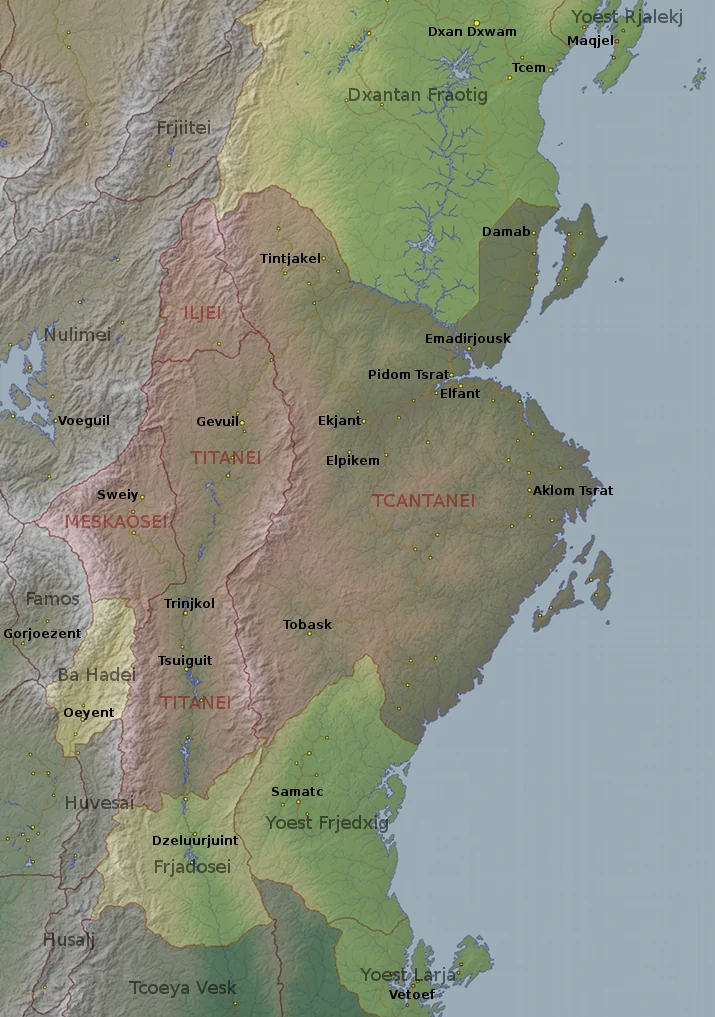 Yoest Rjalekj
Dxan Dxwam
Maqjel
Tcem
Dxantan Fraotig
Frjiitei
Damab
Tintjakel
ILJEI
Nulimei
Emadirjousk
Pidom Tsrat
Elfant
Voeguil
Gevuil
Ekjant
TITANEI
Elpikem
Sweiy
Aklom Tsrat
TCANTANEI
MESKAOSEI
Famos
Trinjkol
Gorjoezent
Tobask
Tsuiguit
Ba Hadei
TITANEI
Oeyent
Samatc
Huvesai
Yoest Frjedxig
Dzeluurjuint
Frjadosei
Husalj
Yoest Larja
Tcoeya Vesk
Vetoef